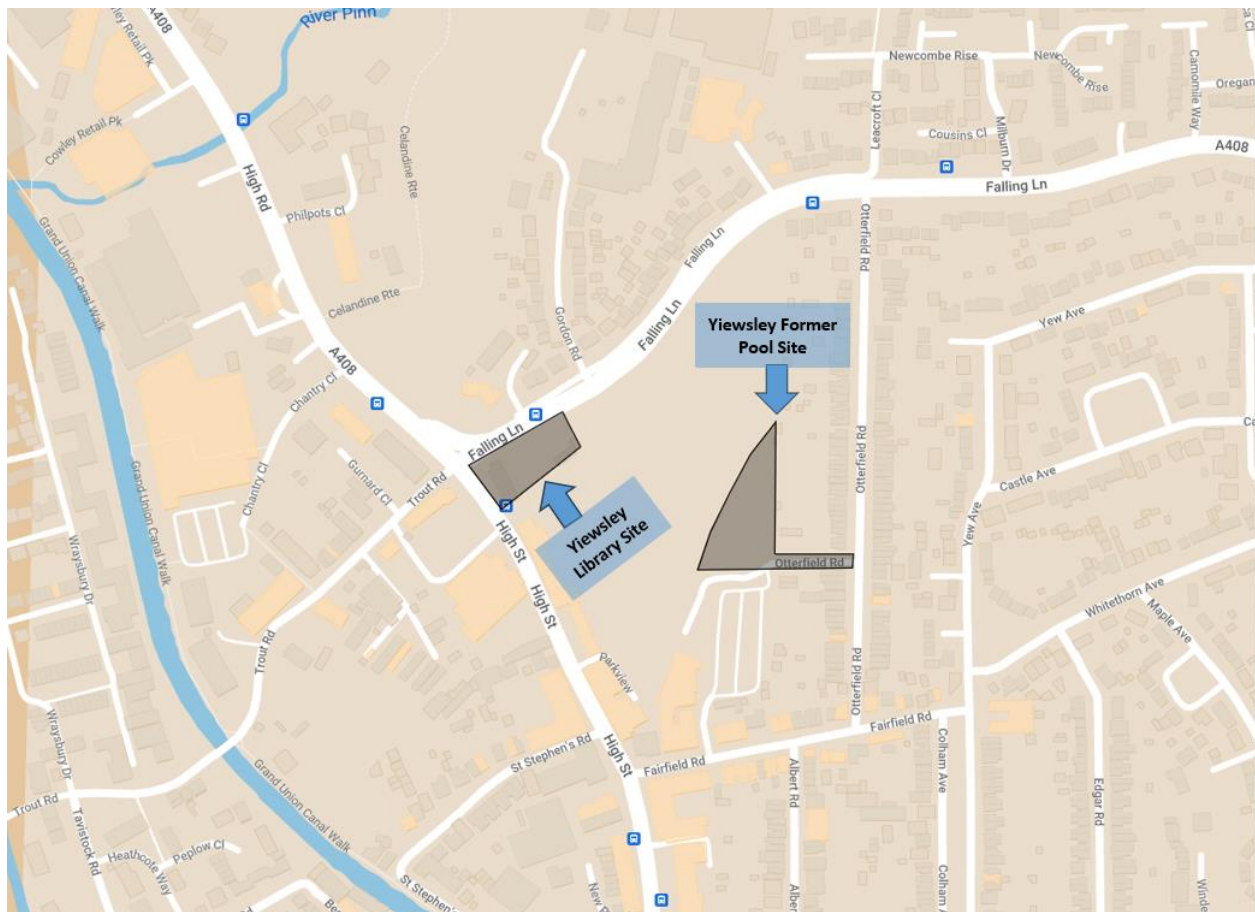 River Pinn
A408
Cowley Retail Pk
High Rd
Celandine Rte
Philpots Cl
Celandine Rte
A408
Chantry Cl
Chantry Cl
Gurnard Cl
Trout Rd
Falling Ln
Gordon Rd
Falling Ln
Falling Ln
Newcombe Rise
Newcombe Rise
Leacroft Cl
Cousins Cl
Milburn Dr
Camomile Way
Oregan
A408
Falling Ln
Otterfield Rd
Yew Ave
Yiewsley Former
Pool Site
Yiewsley
Library Site
Otterfield Rd
Otterfield Rd
Otterfield Rd
Castle Ave
Yew Ave
Whitethorn Ave
Maple Ave
Grand Union Canal Walk
Grand Union Canal Walk
Wraysbury Dr
Wraysbury Dr
Trout Rd
Trout Rd
Tavistock Rd
Heathcote Way
Peplow Cl
Grand Union Canal Walk
St Stephen's Rd
St Stephen's
High St
High St
High St
Parkview
Fairfield Rd
Fairfield Rd
Albert Rd
Colham Ave
Edgar Rd